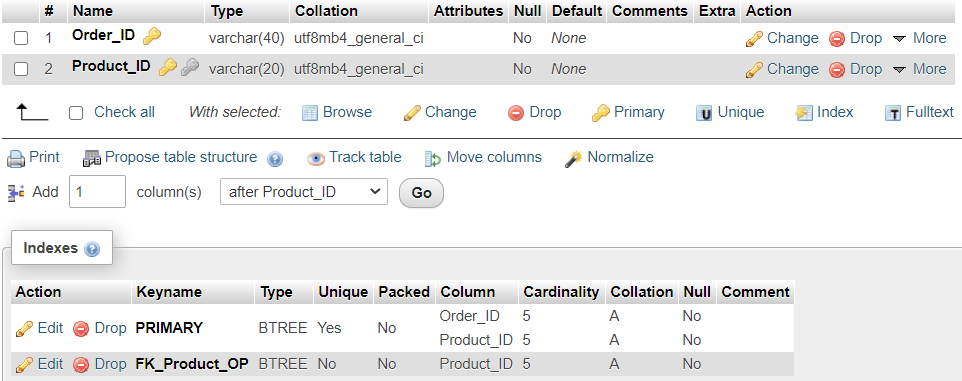 # Name Type Collation Attributes Null Default Comments Extra Action
1 Order_ID varchar(40) utf8mb4_general_ci No None Change Drop More
2 Product_ID varchar(20) utf8mb4_general_ci No None Change Drop More
Check all With selected: Browse Change Drop Primary Unique Index Fulltext
Print Propose table structure Track table Move columns Normalize
Add 1 column(s) after Product_ID Go
Indexes
Action Keyname Type Unique Packed Column Cardinality Collation Null Comment
Edit Drop PRIMARY BTREE Yes No Order_ID 5 A No
Product_ID 5 A No
Edit Drop FK_Product_OP BTREE No No Product_ID 5 A No